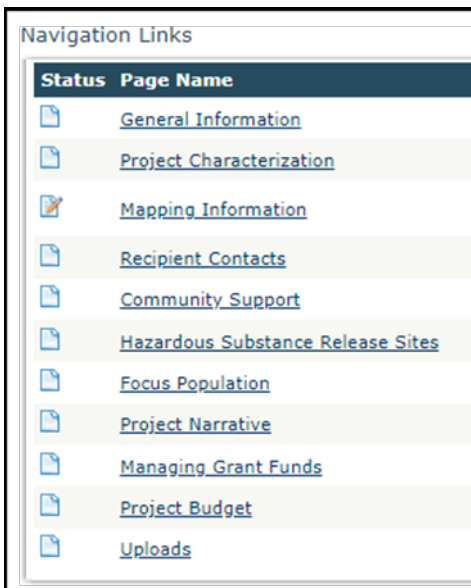 Navigation Links
Status Page Name
General Information
Project Characterization
Mapping Information
Recipient Contacts
Community Support
Hazardous Substance Release Sites
Focus Population
Project Narrative
Managing Grant Funds
Project Budget
Uploads